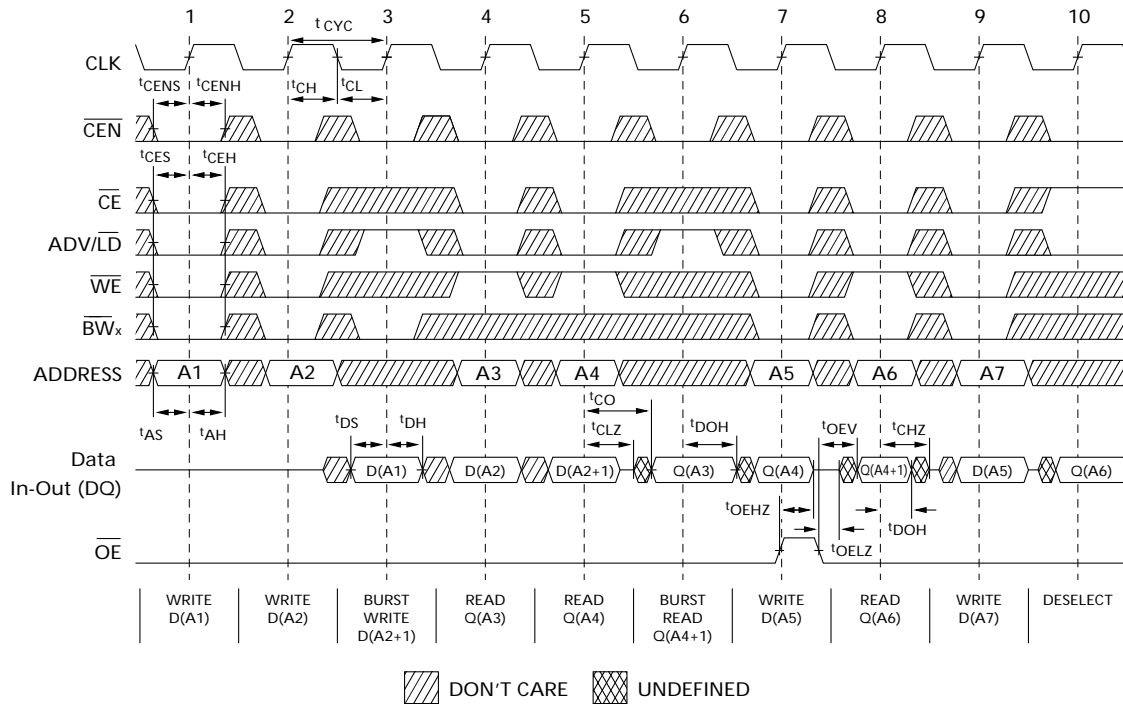 1 2 3 4 5 6 7 8 9 10
tCYC
CLK
tCENS tCENH tCH tCL
CEN
tCES tCEH
CE
ADV/LD
WE
BWx
ADDRESS A1 A2 A3 A4 A5 A6 A7
tCO
tAS tAH tDS tDH tCLZ tDOH tOEV tCHZ
Data
In-Out (DQ)
D(A1) D(A2) D(A2+1) Q(A3) Q(A4) Q(A4+1) D(A5) Q(A6)
tOEHZ tDOH
tOELZ
OE
WRITE
D(A1)
WRITE
D(A2)
BURST
WRITE
D(A2+1)
READ
Q(A3)
READ
Q(A4)
BURST
READ
Q(A4+1)
WRITE
D(A5)
READ
Q(A6)
WRITE
D(A7)
DESELECT
DON'T CARE UNDEFINED